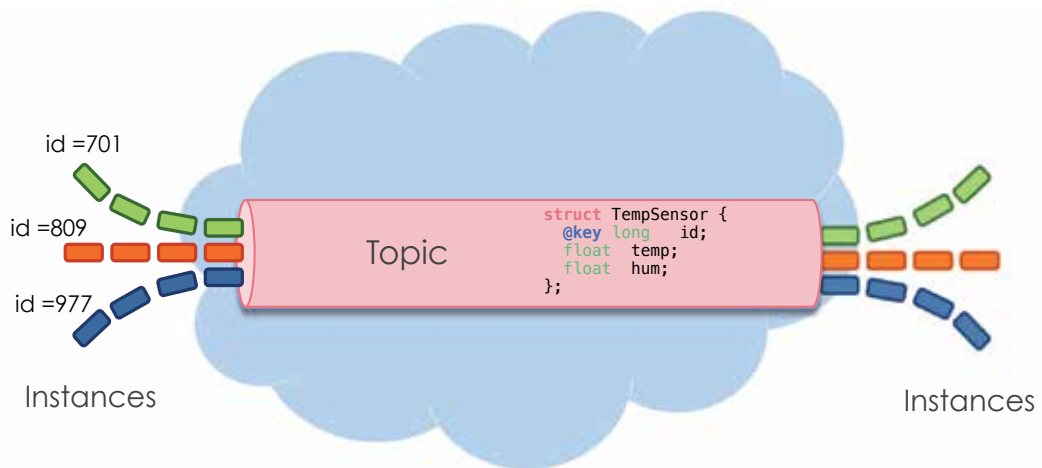 id =701
id =809
id =977
Instances
Topic
struct TempSensor {
@key long id;
float temp;
float hum;
};
Instances